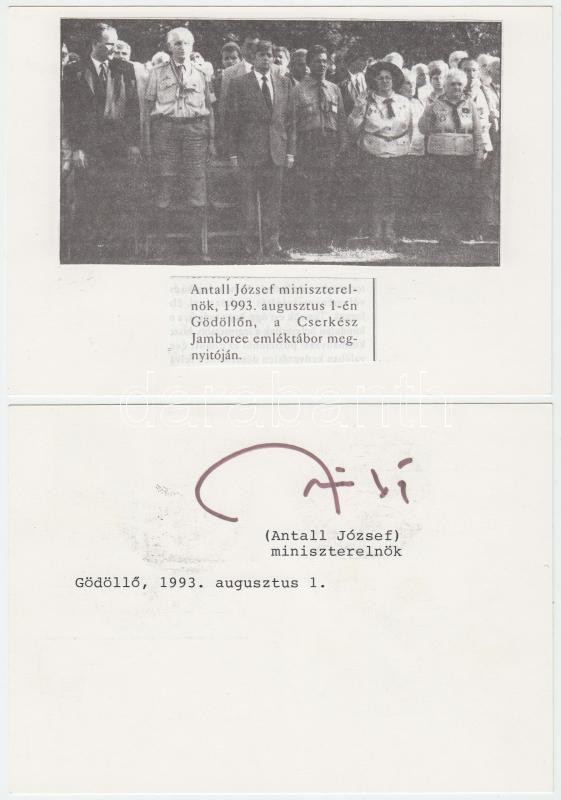 Antall József miniszterel-
nök, 1993. augusztus 1-én
Gödöllőn, a Cserkész
Jamboree emléktábor meg-
nyitóján.
darabanth
(Antall József)
miniszterelnök
Gödöllő, 1993. augusztus 1.